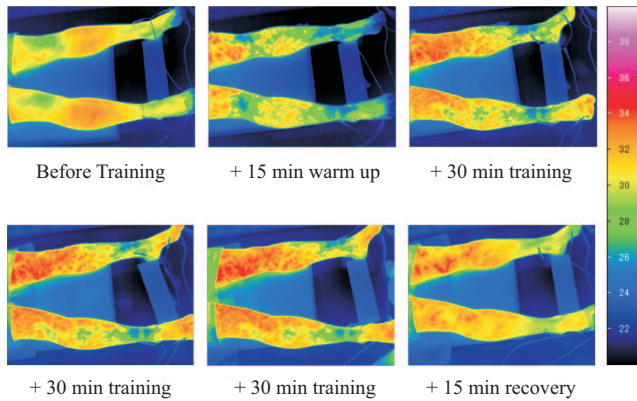 38
36
34
32
30
28
26
24
22
Before Training
+ 15 min warm up
+ 30 min training
+ 30 min training
+ 30 min training
+ 15 min recovery